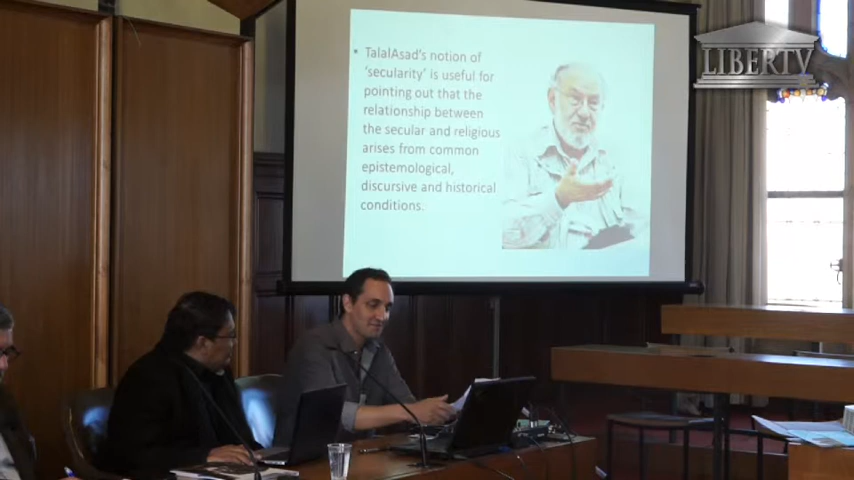 LIBERTY
▪ TalalAsad's notion of
'secularity' is useful for
pointing out that the
relationship between
the secular and religious
arises from common
epistemological,
discursive and historical
conditions.